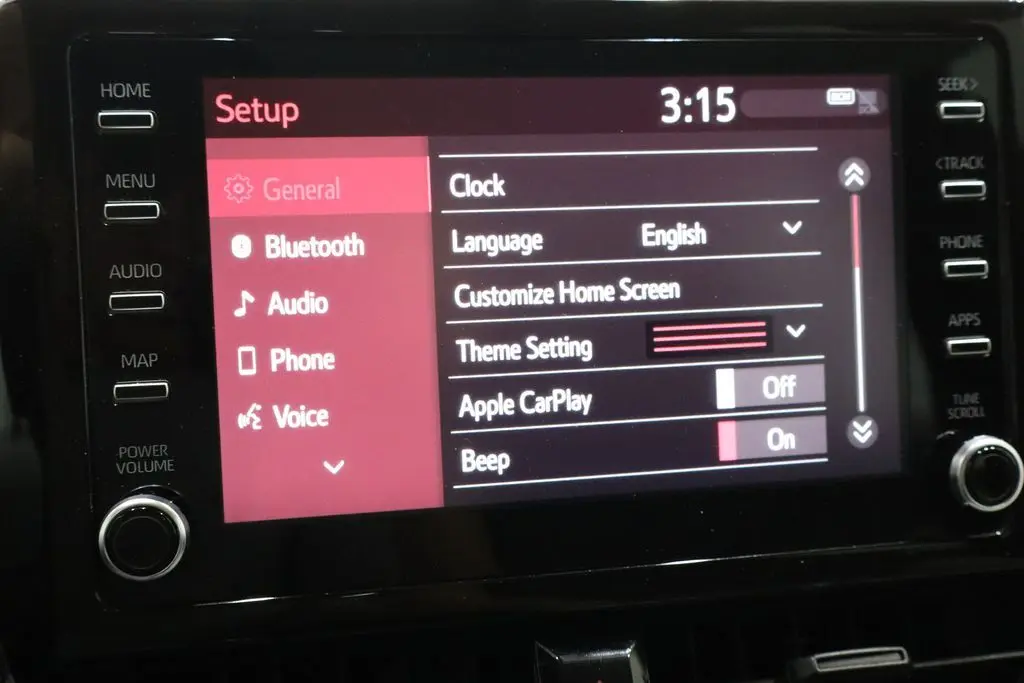 HOME
MENU
AUDIO
MAP
POWER
VOLUME
Setup
3:15
DCM
General
Bluetooth
Audio
Phone
Voice
Clock
Language English
Customize Home Screen
Theme Setting
Apple CarPlay Off
Beep On
SEEK>
<TRACK
PHONE
APPS
TUNE
SCROLL